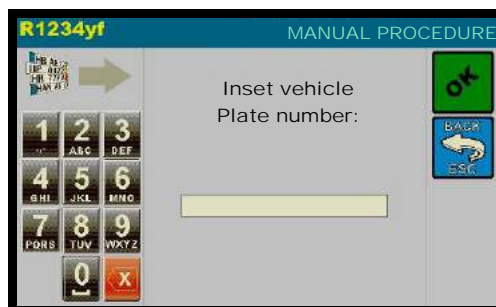 R1234yf
MANUAL PROCEDURE
Inset vehicle
Plate number:
OK
BACK
ESC
1 2 3
ABC DEF
4 5 6
GHI JKL MNO
7 8 9
PQRS TUV WXYZ
0 X